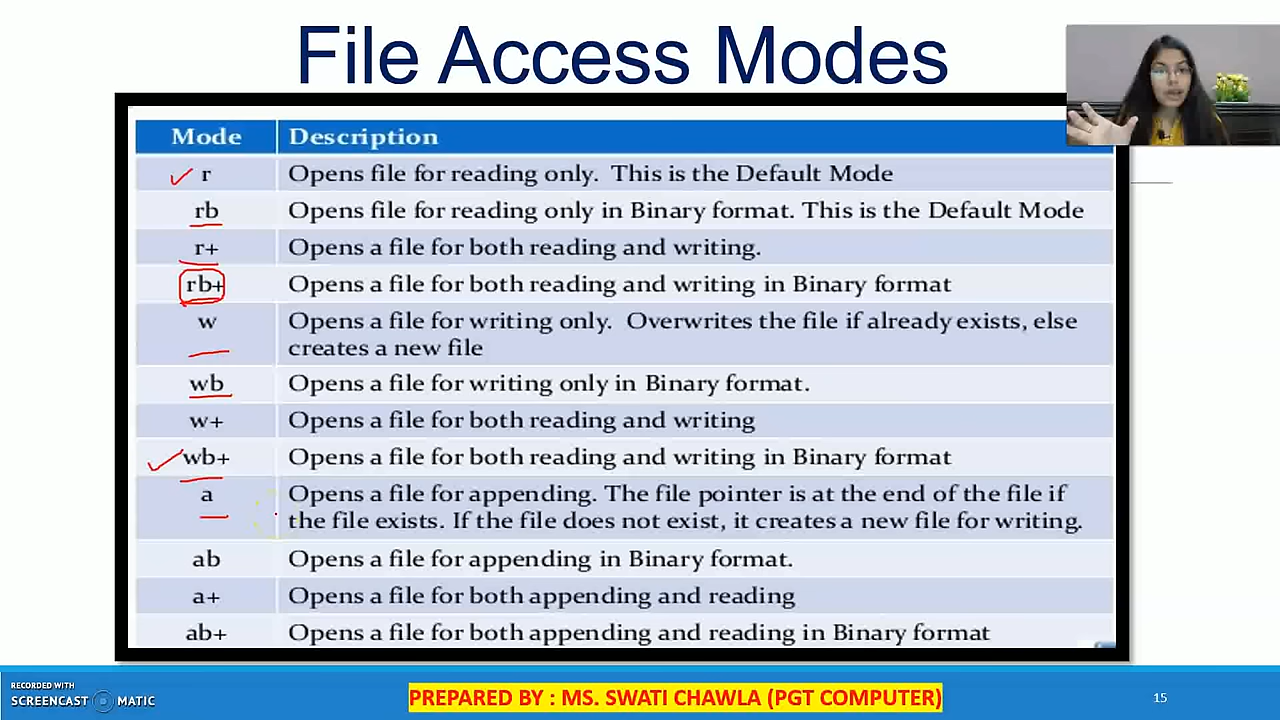 File Access Modes
Mode Description
r Opens file for reading only. This is the Default Mode
rb Opens file for reading only in Binary format. This is the Default Mode
r+ Opens a file for both reading and writing.
rb+ Opens a file for both reading and writing in Binary format
w Opens a file for writing only. Overwrites the file if already exists, else
creates a new file
wb Opens a file for writing only in Binary format.
w+ Opens a file for both reading and writing
wb+ Opens a file for both reading and writing in Binary format
a Opens a file for appending. The file pointer is at the end of the file if
the file exists. If the file does not exist, it creates a new file for writing.
ab Opens a file for appending in Binary format.
a+ Opens a file for both appending and reading
ab+ Opens a file for both appending and reading in Binary format
RECORDED WITH
SCREENCAST MATIC
PREPARED BY : MS. SWATI CHAWLA (PGT COMPUTER)
15